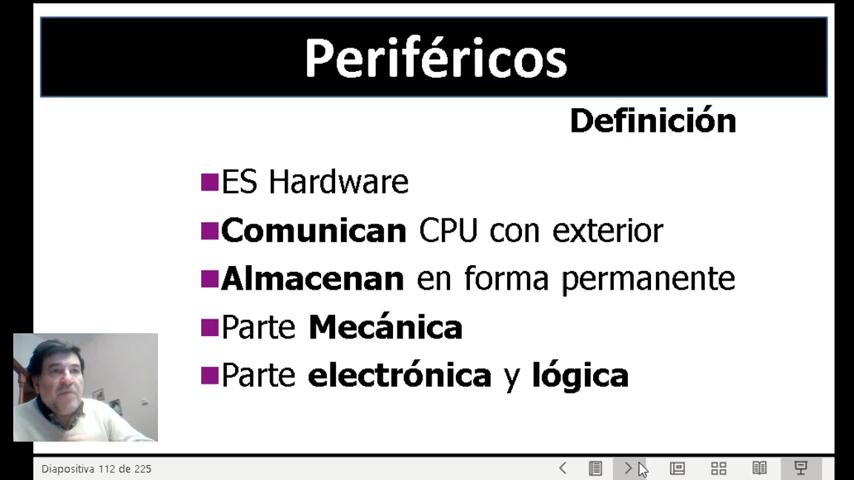 Periféricos
Definición
ES Hardware
Comunican CPU con exterior
Almacenan en forma permanente
Parte Mecánica
Parte electrónica y lógica
Diapositiva 112 de 225